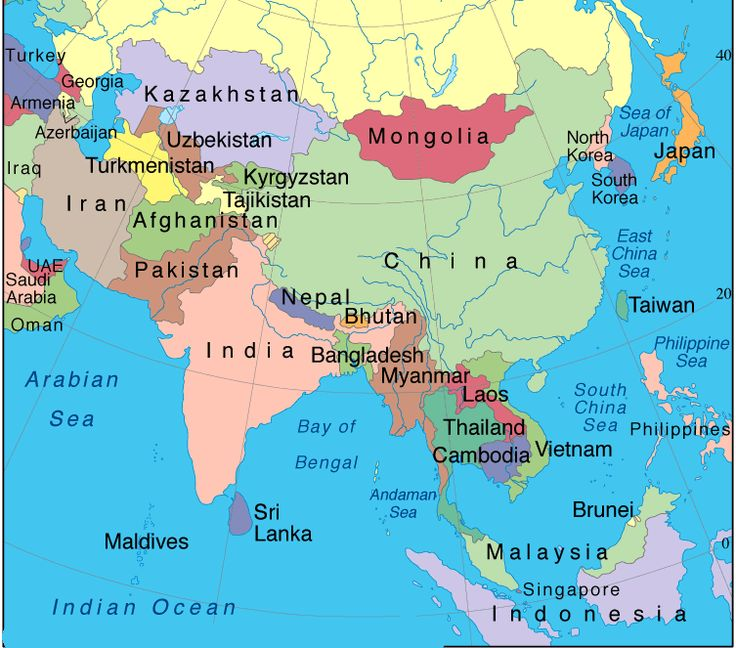 Turkey
Georgia
40
Kazakhstan
Armenia
Sea of
Japan
Azerbaijan
Uzbekistan
Mongolia
North
Korea
Japan
Iraq
Turkmenistan
Kyrgyzstan
South
Korea
Iran
Tajikistan
Afghanistan
East
China
Sea
UAE
Pakistan
China
Saudi
Arabia
Nepal
20
Taiwan
Oman
Bhutan
India
Bangladesh
Philippine
Sea
Arabian
Sea
Myanmar
Laos
South
China
Sea
Bay of
Bengal
Thailand
Philippines
Cambodia
Vietnam
Andaman
Sea
Sri
Lanka
Brunei
Maldives
Malaysia
0
Singapore
Indian Ocean
Indonesia